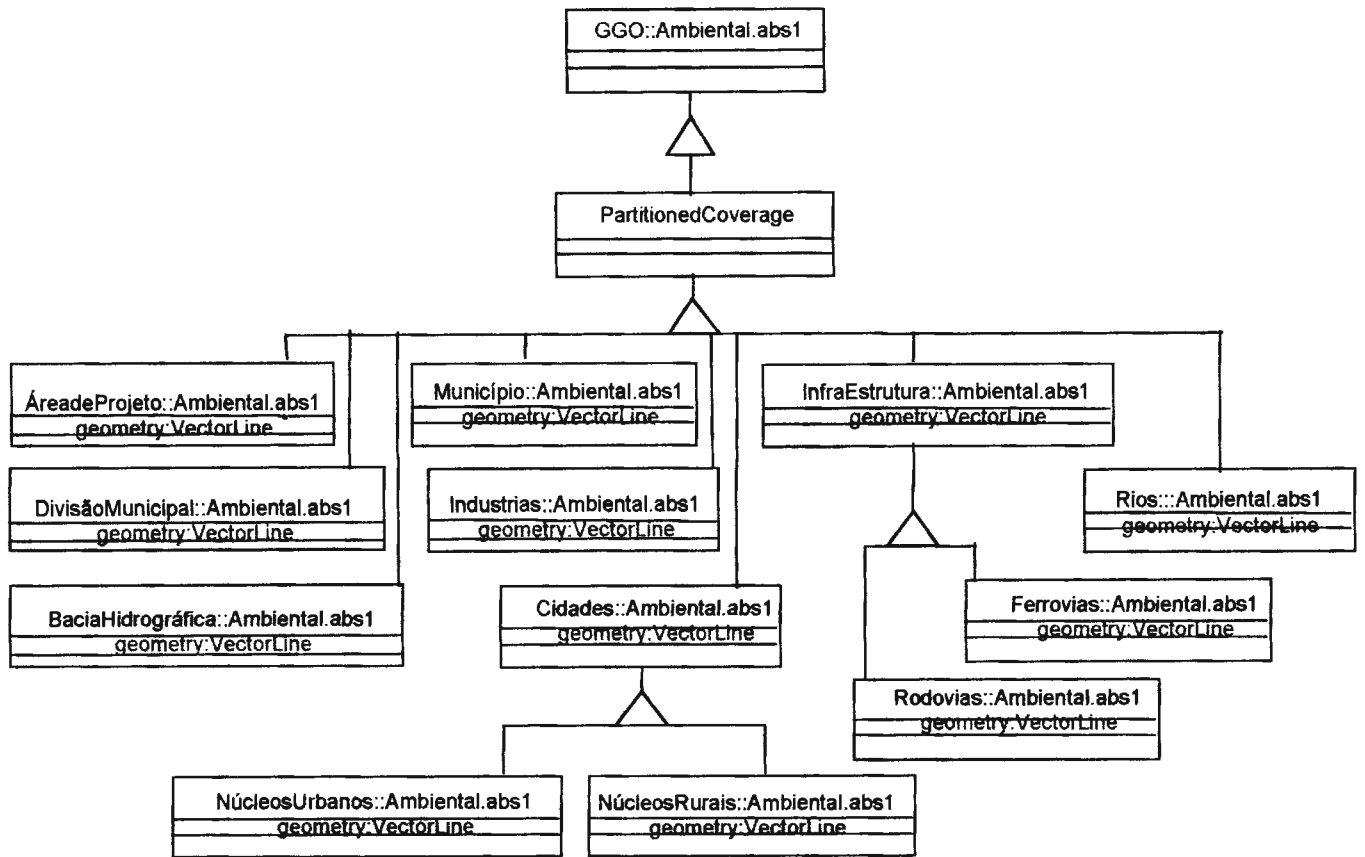 GGO::Ambiental.abs1
PartitionedCoverage
ÁreadeProjeto::Ambiental.abs1
geometry:VectorLine
Município::Ambiental.abs1
geometry:VectorLine
InfraEstrutura::Ambiental.abs1
geometry:VectorLine
DivisãoMunicipal::Ambiental.abs1
geometry:VectorLine
Industrias::Ambiental.abs1
geometry:VectorLine
Rios:::Ambiental.abs1
geometry:VectorLine
BaciaHidrográfica::Ambiental.abs1
geometry:VectorLine
Cidades::Ambiental.abs1
geometry:VectorLine
Ferrovias::Ambiental.abs1
geometry:VectorLine
Rodovias::Ambiental.abs1
geometry:VectorLine
NúcleosUrbanos::Ambiental.abs1
geometry:VectorLine
NúcleosRurais::Ambiental.abs1
geometry:VectorLine